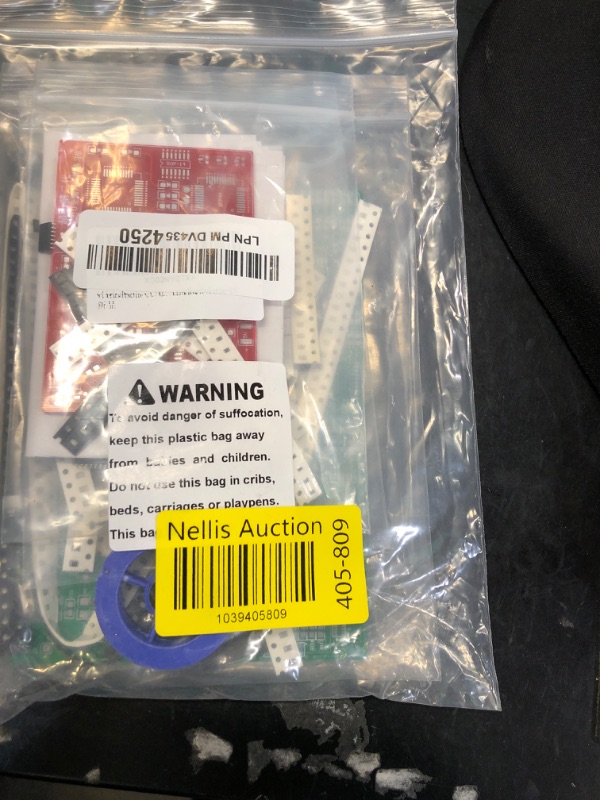 LPN PM DV4354250
WARNING
To avoid danger of suffocation,
keep this plastic bag away
from babies and children.
Do not use this bag in cribs,
beds, carriages or playpens.
This bag
Nellis Auction
405-809
1039405809